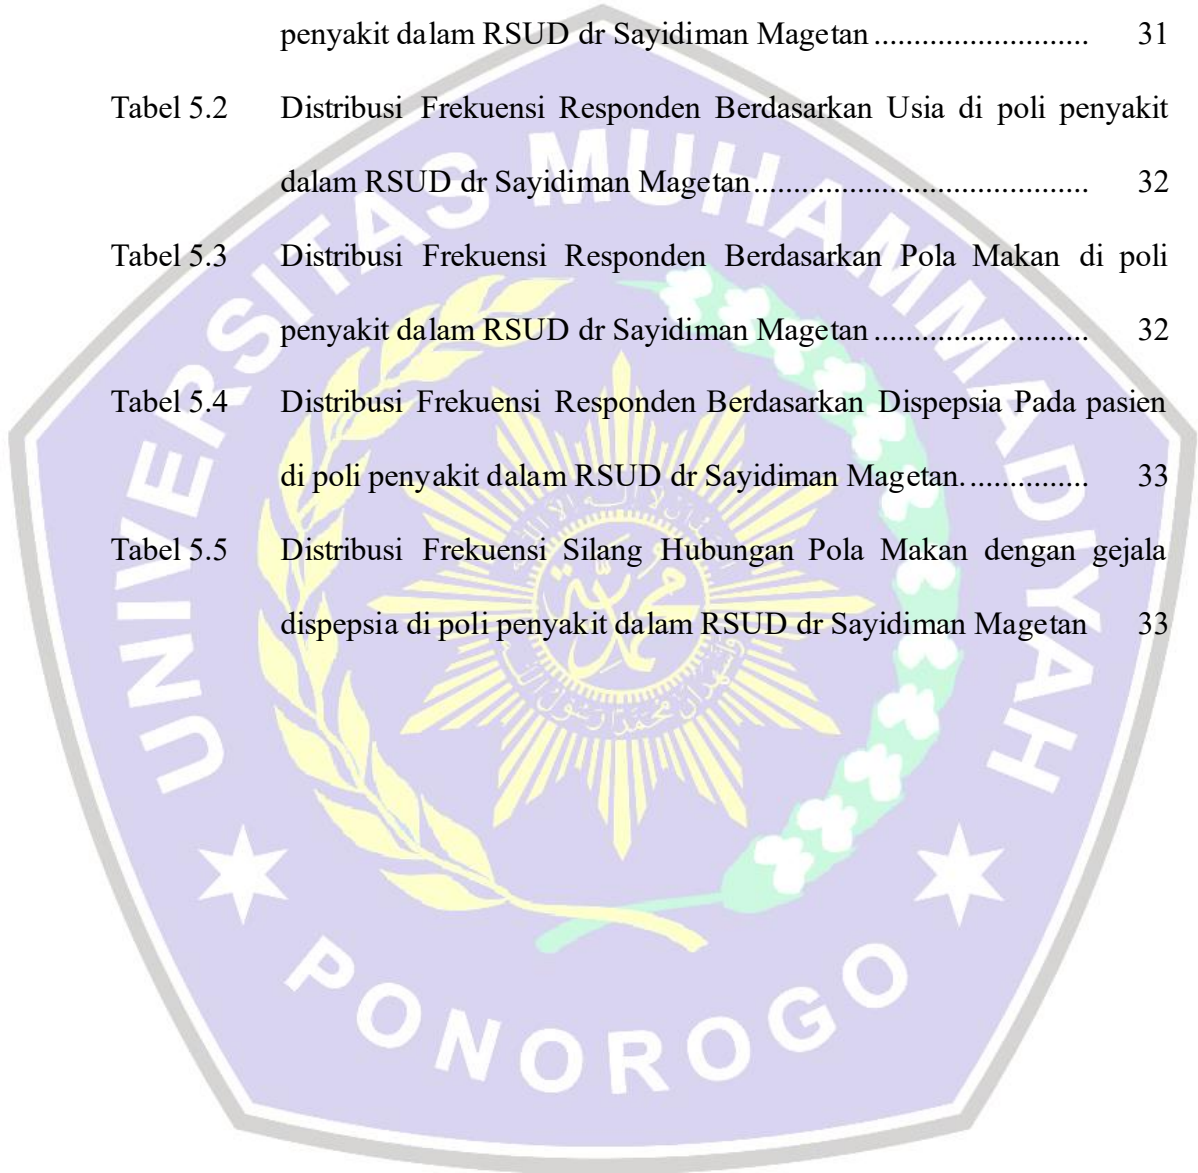 penyakit dalam RSUD dr Sayidiman Magetan ........................... 31
Tabel 5.2 Distribusi Frekuensi Responden Berdasarkan Usia di poli penyakit
dalam RSUD dr Sayidiman Magetan.......................................... 32
Tabel 5.3 Distribusi Frekuensi Responden Berdasarkan Pola Makan di poli
penyakit dalam RSUD dr Sayidiman Magetan ........................... 32
Tabel 5.4 Distribusi Frekuensi Responden Berdasarkan Dispepsia Pada pasien
di poli penyakit dalam RSUD dr Sayidiman Magetan................ 33
Tabel 5.5 Distribusi Frekuensi Silang Hubungan Pola Makan dengan gejala
dispepsia di poli penyakit dalam RSUD dr Sayidiman Magetan 33
UNIVERSITAS MUHAMMADIYAH
PONOROGO
محمد